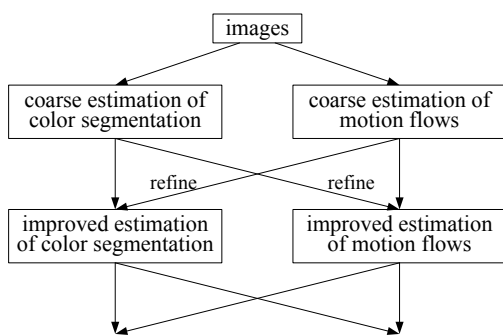 images
coarse estimation of
color segmentation
coarse estimation of
motion flows
refine
refine
improved estimation
of color segmentation
improved estimation
of motion flows